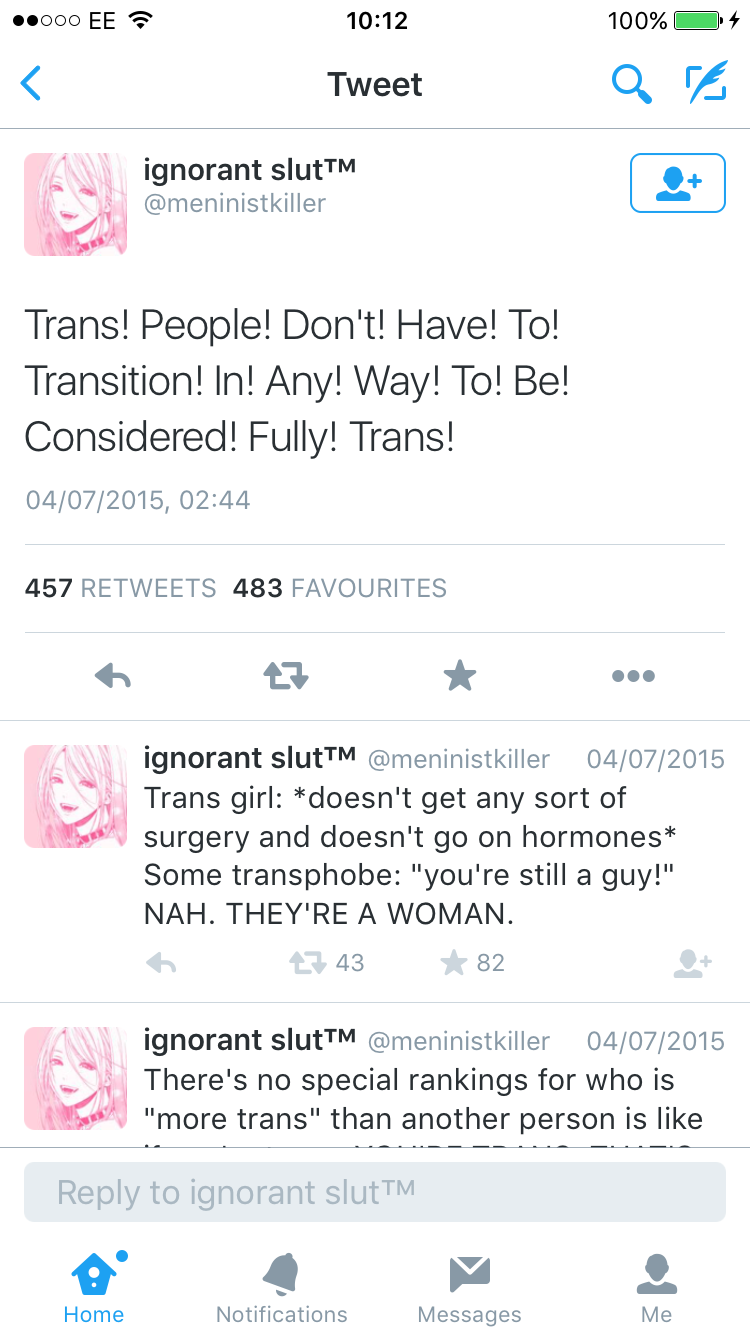 EE 10:12 100%
Tweet
ignorant slut™
@meninistkiller
Trans! People! Don't! Have! To!
Transition! In! Any! Way! To! Be!
Considered! Fully! Trans!
04/07/2015, 02:44
457 RETWEETS 483 FAVOURITES
ignorant slut™ @meninistkiller 04/07/2015
Trans girl: *doesn't get any sort of
surgery and doesn't go on hormones*
Some transphobe: "you're still a guy!"
NAH. THEY'RE A WOMAN.
43 82
ignorant slut™ @meninistkiller 04/07/2015
There's no special rankings for who is
"more trans" than another person is like
Reply to ignorant slut™
Home Notifications Messages Me